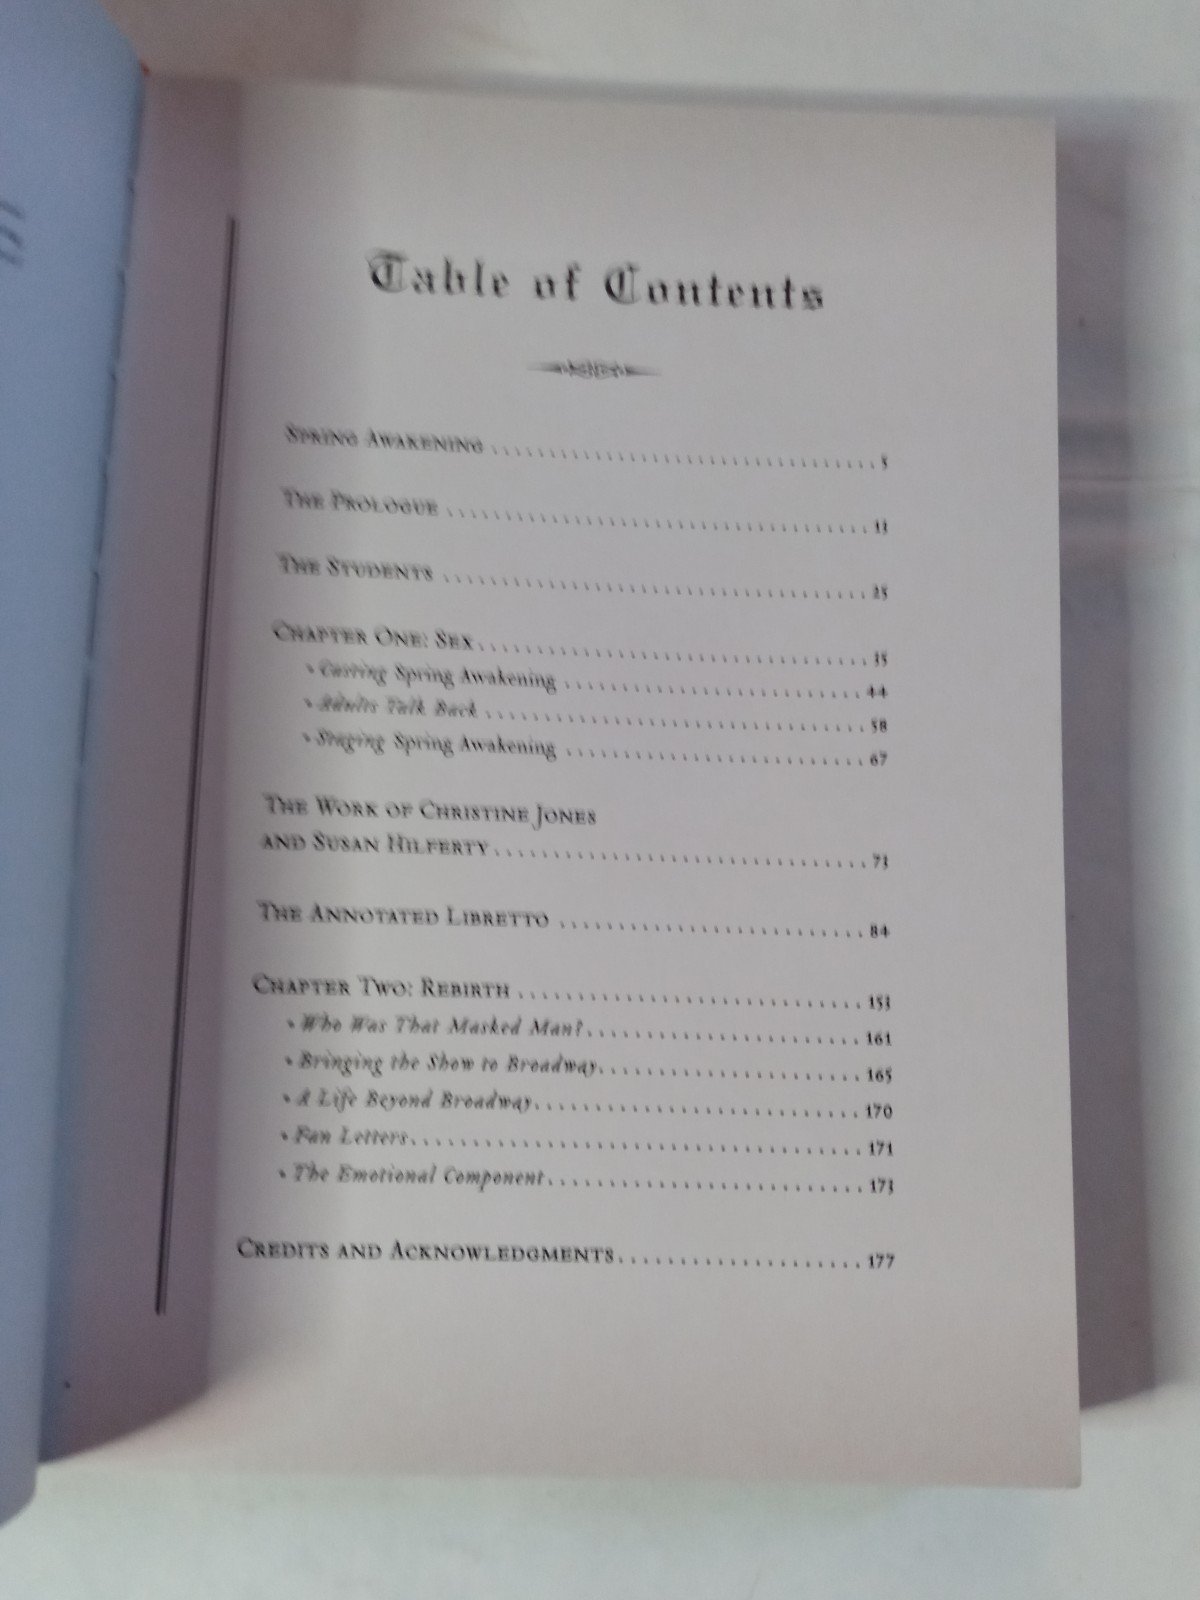 Table of Contents
SPRING AWAKENING ........ 5
THE PROLOGUE ........ 13
THE STUDENTS ........ 25
CHAPTER ONE: SEX ........ 35
• Casting Spring Awakening ........ 44
• Adults Talk Back ........ 58
• Staging Spring Awakening ........ 67
THE WORK OF CHRISTINE JONES
AND SUSAN HILFERTY ........ 73
THE ANNOTATED LIBRETTO ........ 84
CHAPTER TWO: REBIRTH ........ 153
• Who Was That Masked Man? ........ 161
• Bringing the Show to Broadway ........ 165
• A Life Beyond Broadway ........ 170
• Fan Letters ........ 171
• The Emotional Component ........ 173
CREDITS AND ACKNOWLEDGMENTS ........ 177